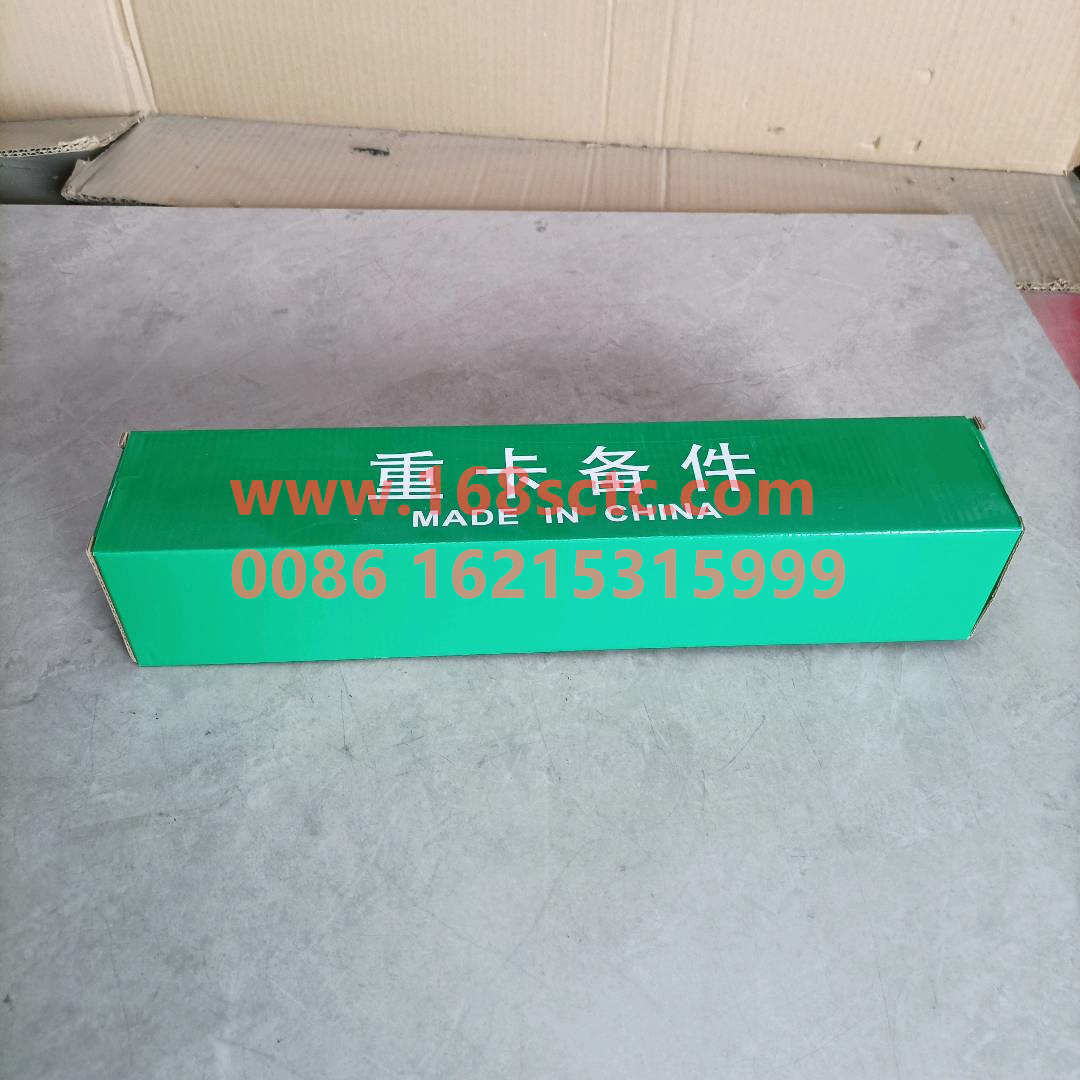 重卡备件
www.168sctc.com
MADE IN CHINA
0086 16215315999